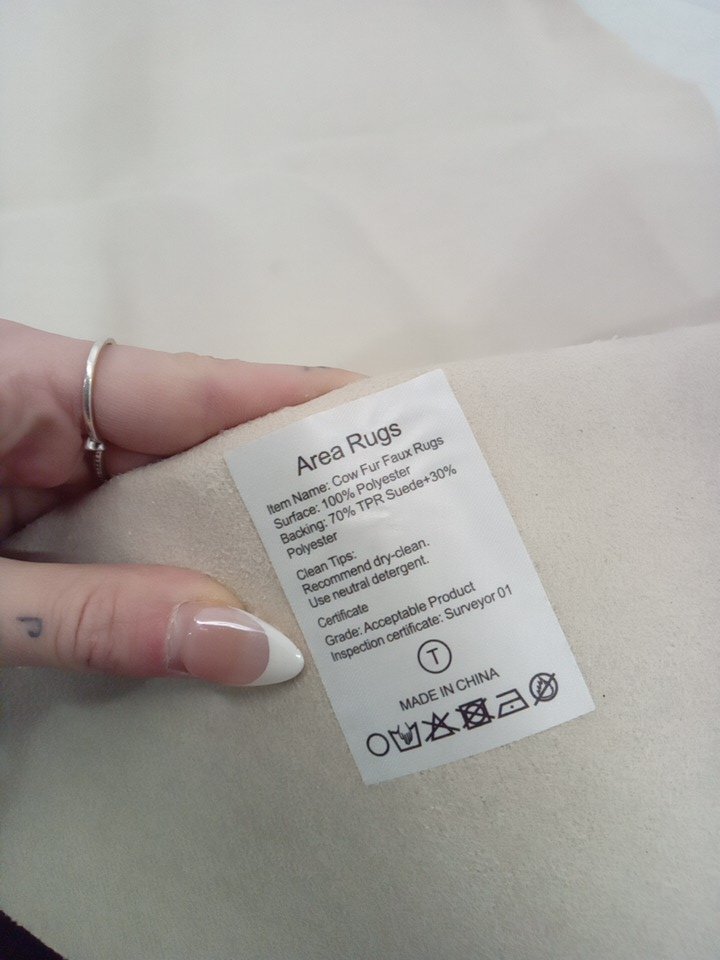 Area Rugs
Item Name: Cow Fur Faux Rugs
Surface: 100% Polyester
Backing: 70% TPR Suede+30%
Polyester
Clean Tips:
Recommend dry-clean.
Use neutral detergent.
Certificate
Grade: Acceptable Product
Inspection certificate: Surveyor 01
T
MADE IN CHINA